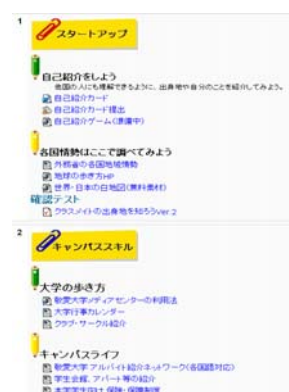 1
スタートアップ
自己紹介をしよう
他国の人にも理解できるように、出身地や自分のことを紹介してみよう。
自己紹介カード
自己紹介カード提出
自己紹介ゲーム(準備中)
各国情勢はここで調べてみよう
外務省の各国地域情勢
地球の歩き方HP
世界・日本の白地図(無料素材)
確認テスト
クラスメイトの出身地を知ろうVer.2
2
キャンパススキル
大学の歩き方
敬愛大学メディアセンターの利用法
大学行事カレンダー
クラブ・サークル紹介
キャンパスライフ
敬愛大学 アルバイト紹介ネットワーク(各国語対応)
学生会館、アパート等の紹介
本学学生向け 保険・保障制度